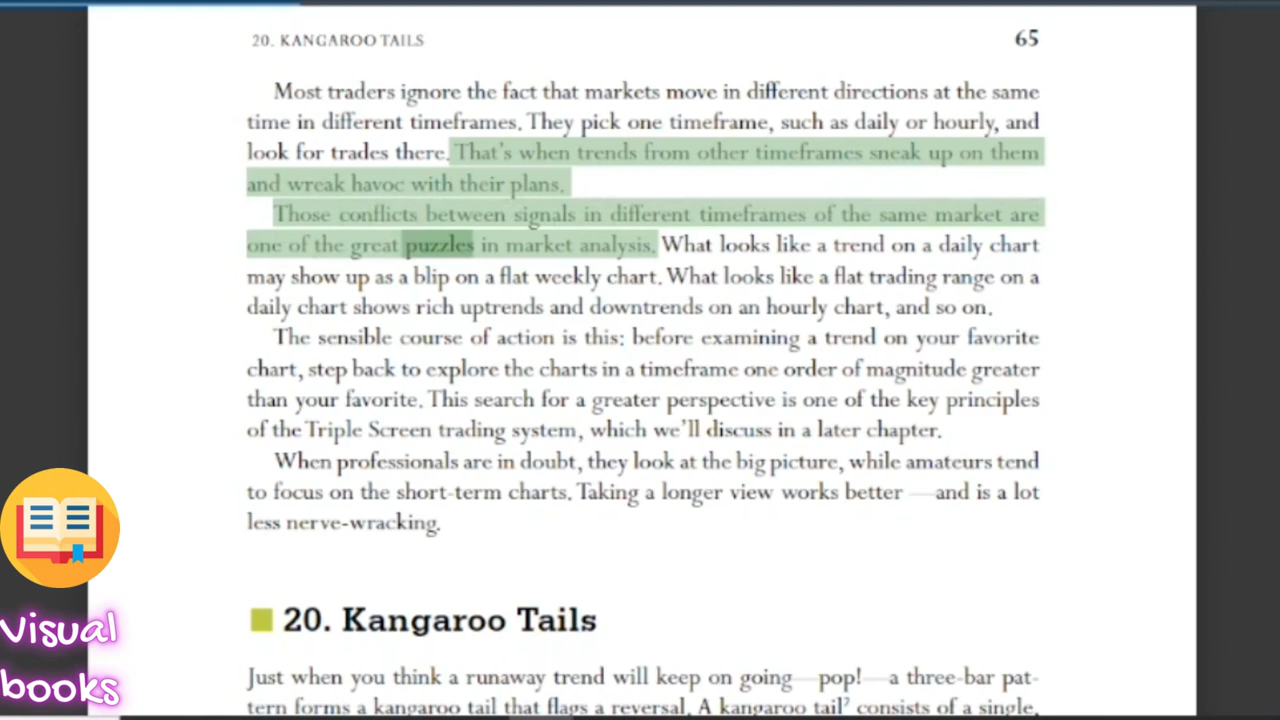 20. KANGAROO TAILS
65
Most traders ignore the fact that markets move in different directions at the same
time in different timeframes. They pick one timeframe, such as daily or hourly, and
look for trades there. That's when trends from other timeframes sneak up on them
and wreak havoc with their plans.
Those conflicts between signals in different timeframes of the same market are
one of the great puzzles in market analysis. What looks like a trend on a daily chart
may show up as a blip on a flat weekly chart. What looks like a flat trading range on a
daily chart shows rich uptrends and downtrends on an hourly chart, and so on.
The sensible course of action is this: before examining a trend on your favorite
chart, step back to explore the charts in a timeframe one order of magnitude greater
than your favorite. This search for a greater perspective is one of the key principles
of the Triple Screen trading system, which we'll discuss in a later chapter.
When professionals are in doubt, they look at the big picture, while amateurs tend
to focus on the short-term charts. Taking a longer view works better—and is a lot
less nerve-wracking.
20. Kangaroo Tails
Just when you think a runaway trend will keep on going—pop!—a three-bar pat-
tern forms a kangaroo tail that flags a reversal. A kangaroo tail² consists of a single,
Visual
books